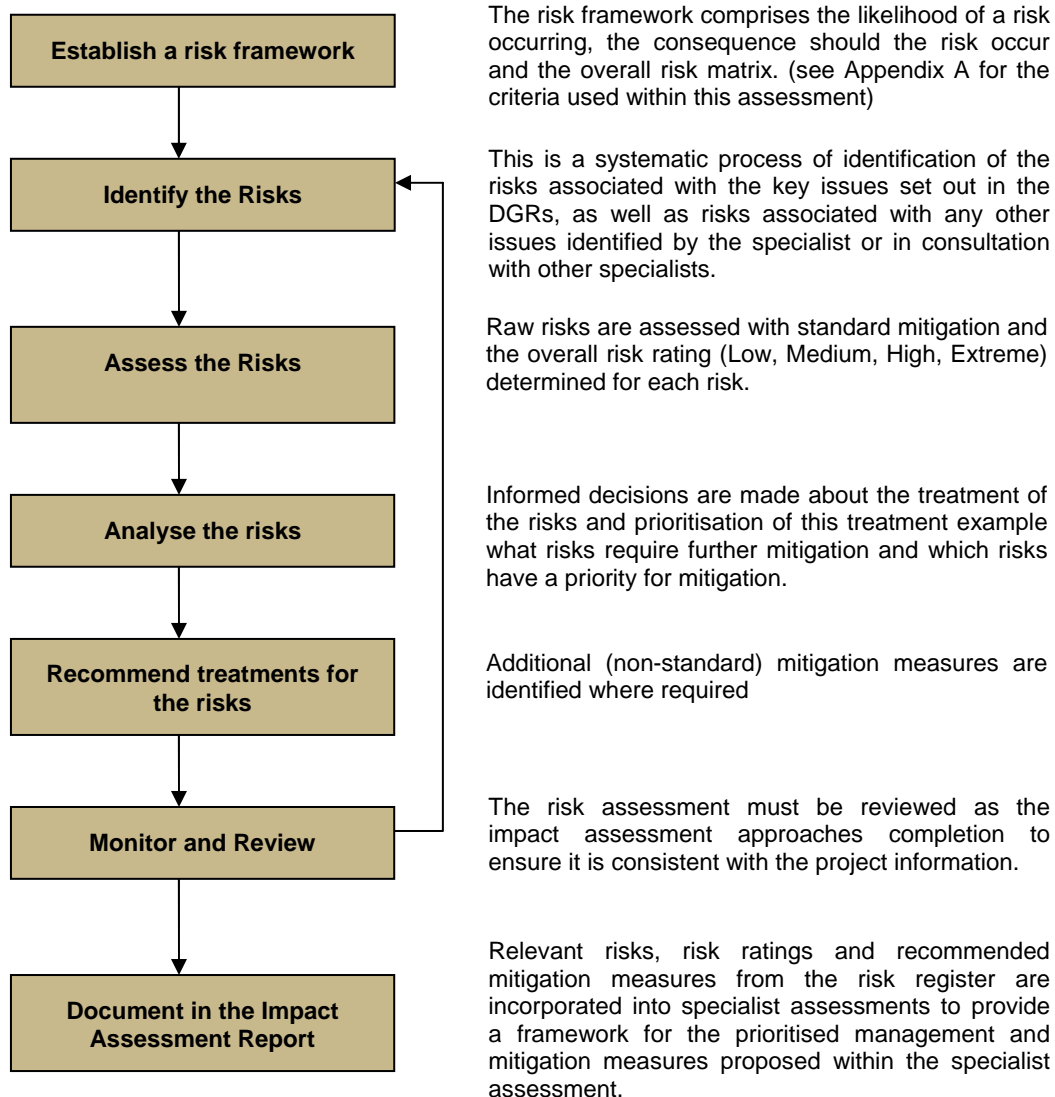 Establish a risk framework
The risk framework comprises the likelihood of a risk
occurring, the consequence should the risk occur
and the overall risk matrix. (see Appendix A for the
criteria used within this assessment)
Identify the Risks
This is a systematic process of identification of the
risks associated with the key issues set out in the
DGRs, as well as risks associated with any other
issues identified by the specialist or in consultation
with other specialists.
Assess the Risks
Raw risks are assessed with standard mitigation and
the overall risk rating (Low, Medium, High, Extreme)
determined for each risk.
Analyse the risks
Informed decisions are made about the treatment of
the risks and prioritisation of this treatment example
what risks require further mitigation and which risks
have a priority for mitigation.
Recommend treatments for
the risks
Additional (non-standard) mitigation measures are
identified where required
Monitor and Review
The risk assessment must be reviewed as the
impact assessment approaches completion to
ensure it is consistent with the project information.
Document in the Impact
Assessment Report
Relevant risks, risk ratings and recommended
mitigation measures from the risk register are
incorporated into specialist assessments to provide
a framework for the prioritised management and
mitigation measures proposed within the specialist
assessment.